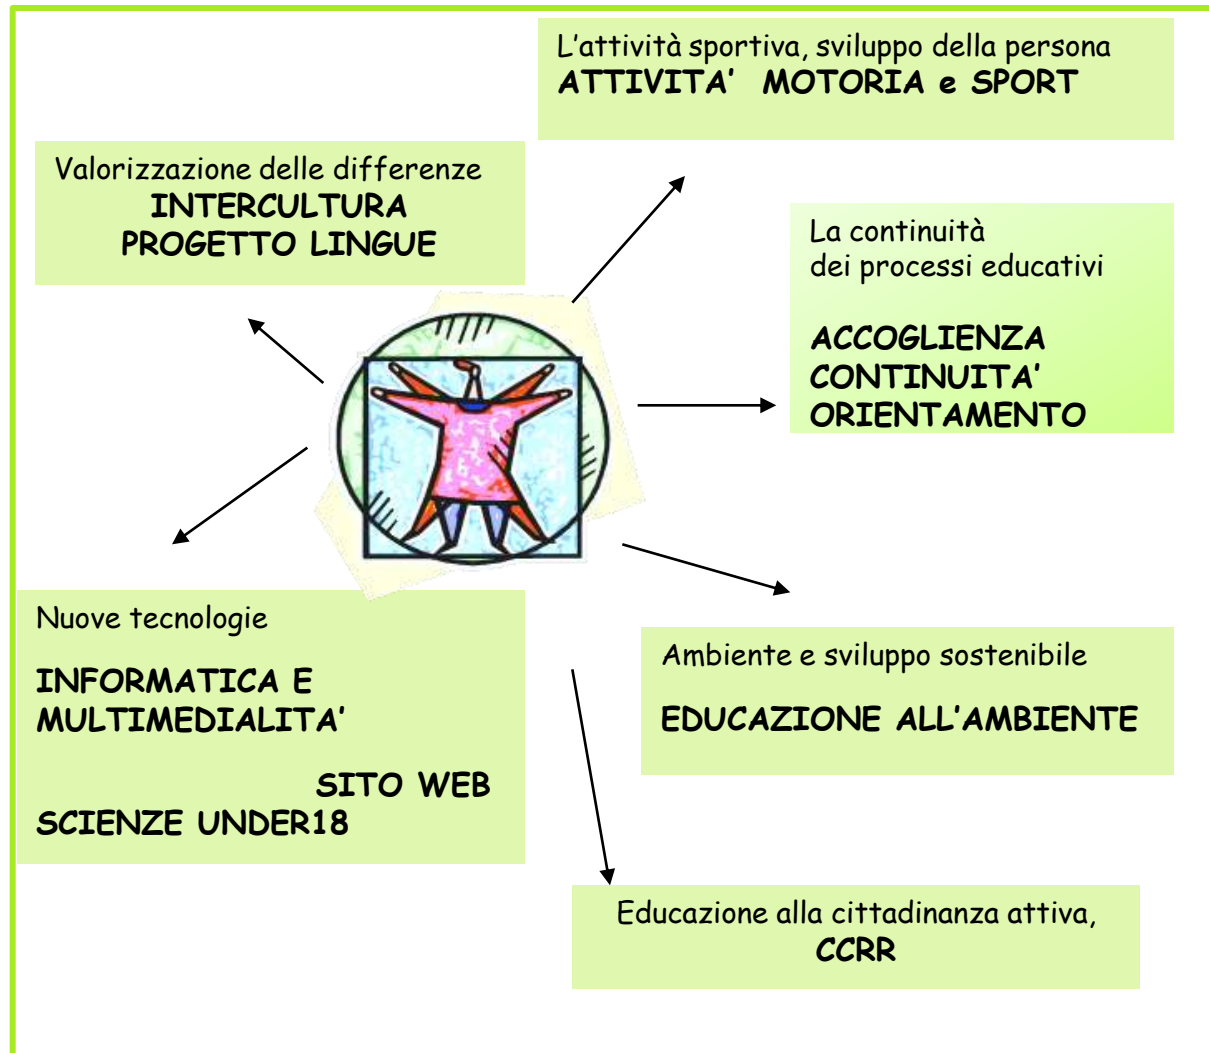 L'attività sportiva, sviluppo della persona
ATTIVITA' MOTORIA e SPORT
Valorizzazione delle differenze
INTERCULTURA
PROGETTO LINGUE
La continuità
dei processi educativi
ACCOGLIENZA
CONTINUITA'
ORIENTAMENTO
Nuove tecnologie
INFORMATICA E
MULTIMEDIALITA'
SITO WEB
SCIENZE UNDER18
Ambiente e sviluppo sostenibile
EDUCAZIONE ALL'AMBIENTE
Educazione alla cittadinanza attiva,
CCRR